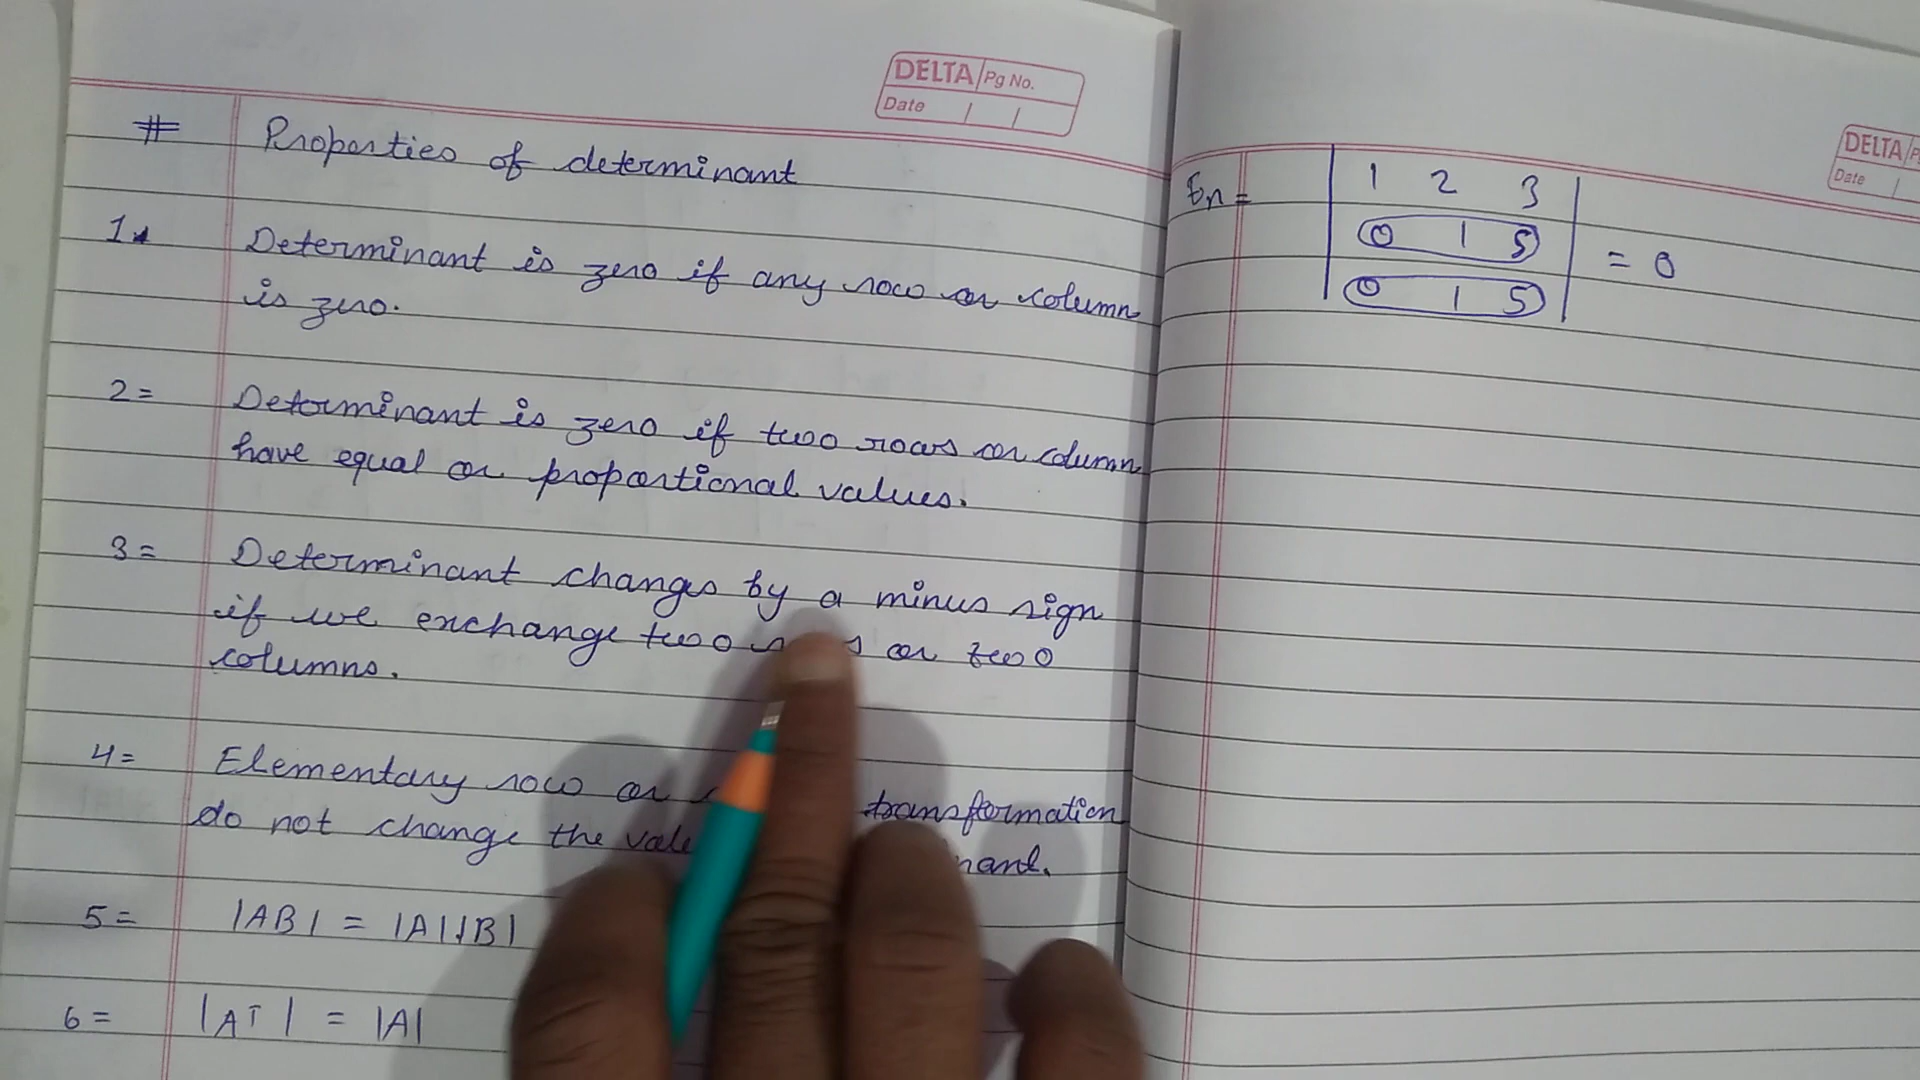 DELTA Pg No.
Date
# Properties of determinant
1. Determinant is zero if any row or column
is zero.
2= Determinant is zero if two rows or column
have equal or proportional values.
3= Determinant changes by a minus sign
if we exchange two or two
columns.
4= Elementary row or transformation
do not change the
5= |AB| = |A|.|B|
6= |AT| = |A|
DELTA
Date
Ex=
1 2 3
0 1 5 = 0
0 1 5